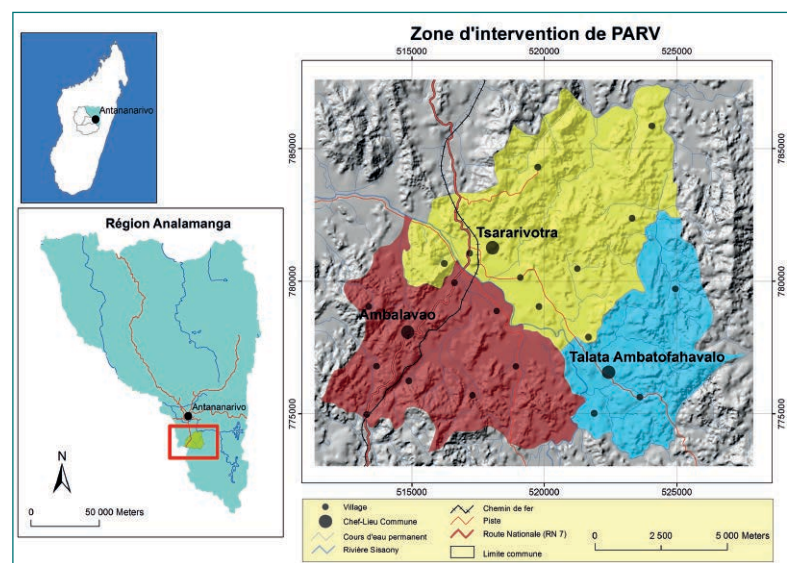 Zone d'intervention de PARV
Antananarivo
Région Analamanga
Antananarivo
N
0 50 000 Meters
515000 520000 525000
785000
780000
775000
785000
780000
775000
Tsararivotra
Ambalavao
Talata Ambatofahavalo
515000 520000 525000
Village
Chef-Lieu Commune
Cours d'eau permanent
Rivière Sisaony
Chemin de fer
Piste
Route Nationale (RN 7)
Limite commune
0 2 500 5 000 Meters